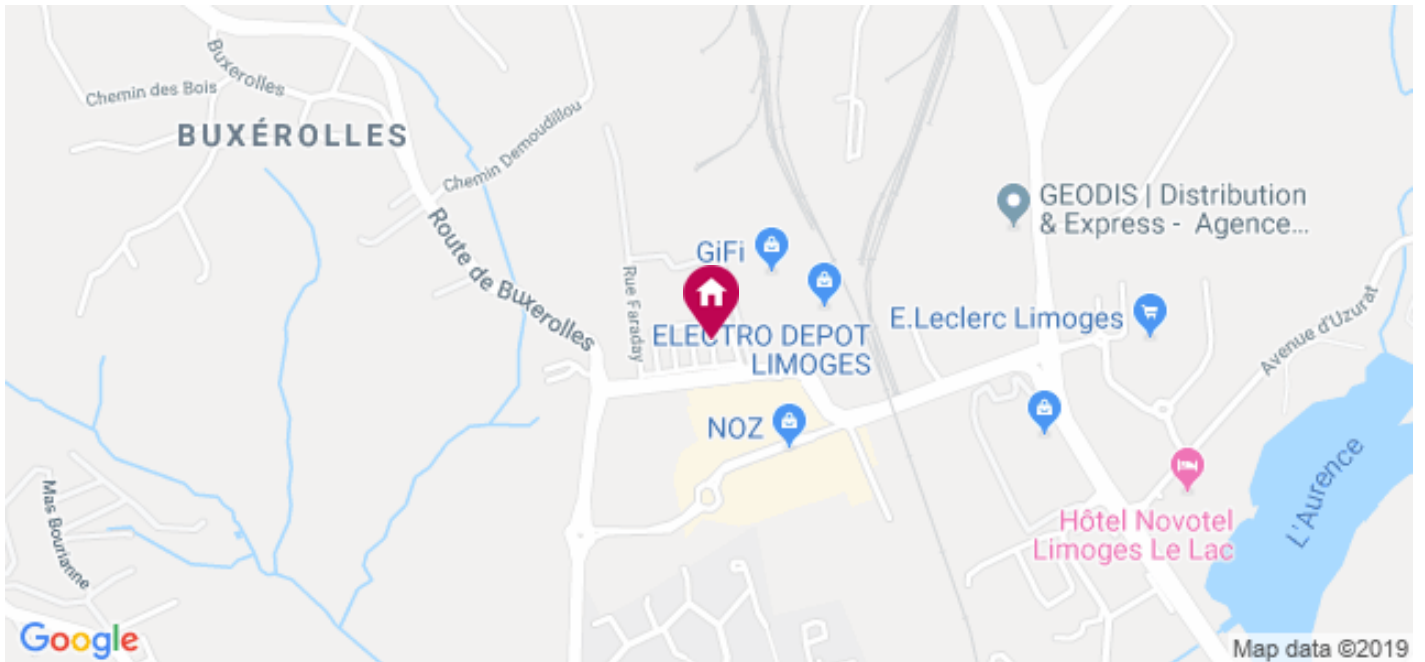 Buxerolles
Chemin des Bois
BUXÉROLLES
Chemin Demoudillou
Route de Buxerolles
Rue Faraday
GiFi
GEODIS | Distribution
& Express - Agence...
ELECTRO DEPOT
LIMOGES
E.Leclerc Limoges
Avenue d'Uzurat
NOZ
Mas Bourianne
Hôtel Novotel
Limoges Le Lac
L'Aurence
Google
Map data ©2019